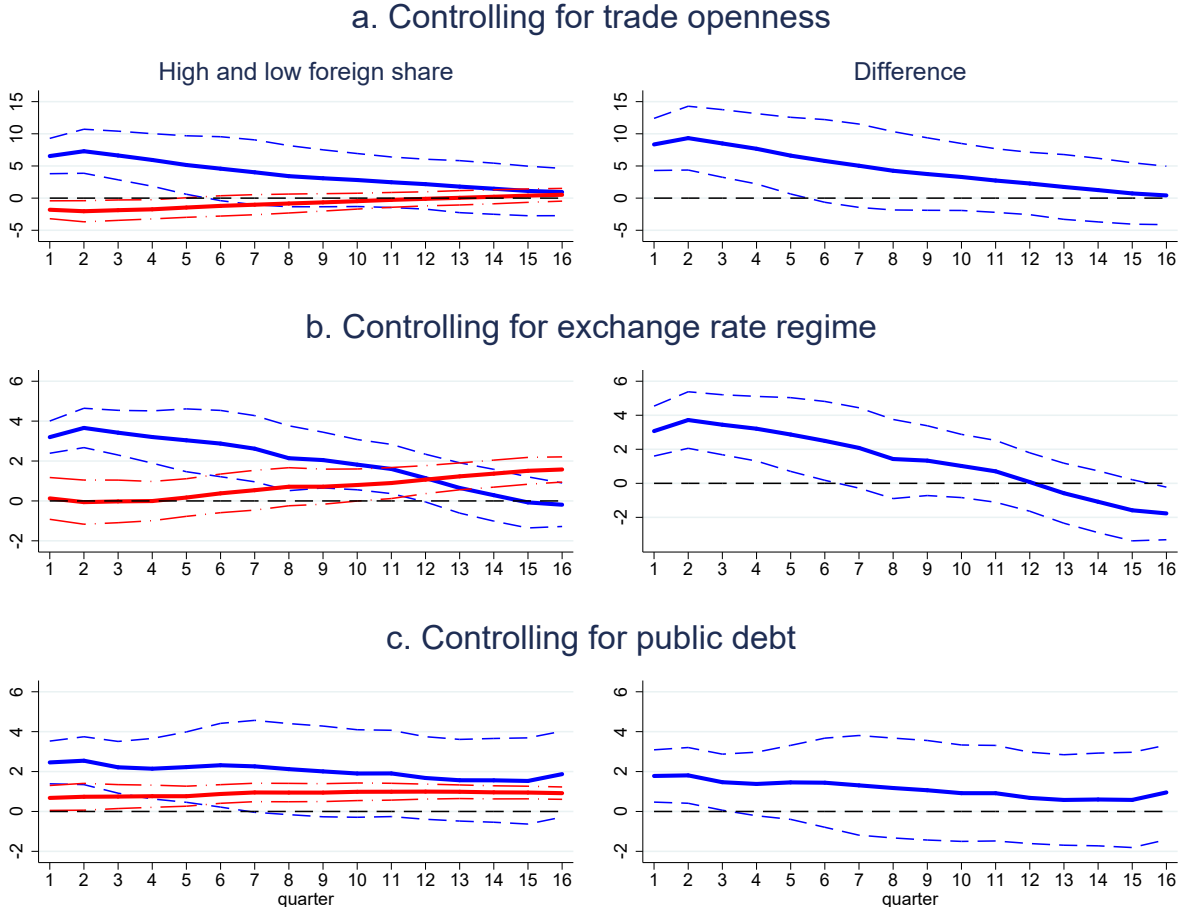 a. Controlling for trade openness
High and low foreign share
Difference
15
10
5
0
-5
1 2 3 4 5 6 7 8 9 10 11 12 13 14 15 16
15
10
5
0
-5
1 2 3 4 5 6 7 8 9 10 11 12 13 14 15 16
b. Controlling for exchange rate regime
6
4
2
0
-2
1 2 3 4 5 6 7 8 9 10 11 12 13 14 15 16
6
4
2
0
-2
1 2 3 4 5 6 7 8 9 10 11 12 13 14 15 16
c. Controlling for public debt
6
4
2
0
-2
1 2 3 4 5 6 7 8 9 10 11 12 13 14 15 16
quarter
6
4
2
0
-2
1 2 3 4 5 6 7 8 9 10 11 12 13 14 15 16
quarter